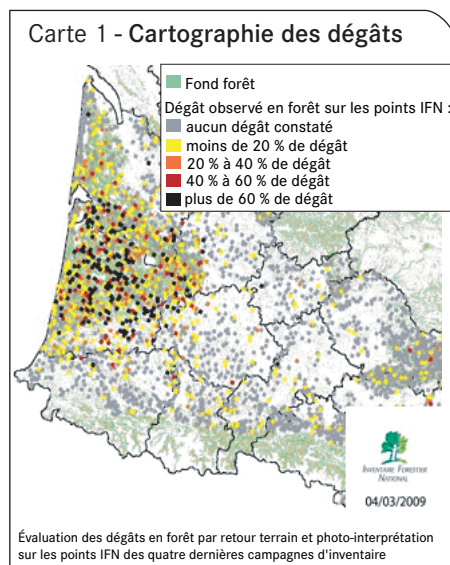 Carte 1 - Cartographie des dégâts
Fond forêt
Dégât observé en forêt sur les points IFN :
aucun dégât constaté
moins de 20 % de dégât
20 % à 40 % de dégât
40 % à 60 % de dégât
plus de 60 % de dégât
INVENTAIRE FORESTIER
NATIONAL
04/03/2009
Évaluation des dégâts en forêt par retour terrain et photo-interprétation
sur les points IFN des quatre dernières campagnes d'inventaire